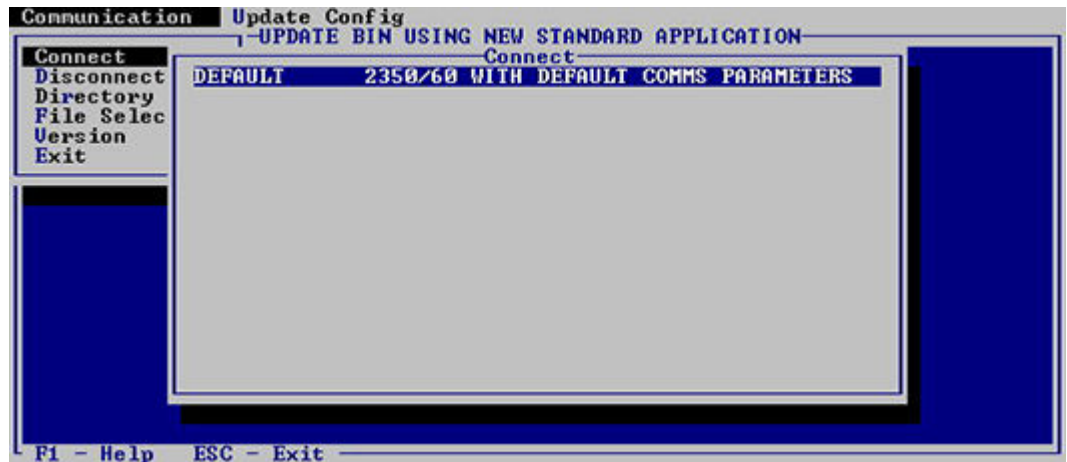 Communication Update Config
UPDATE BIN USING NEW STANDARD APPLICATION
Connect
Connect
DEFAULT 2350/60 WITH DEFAULT COMMS PARAMETERS
Disconnect
Directory
File Selec
Version
Exit
F1 - Help ESC - Exit